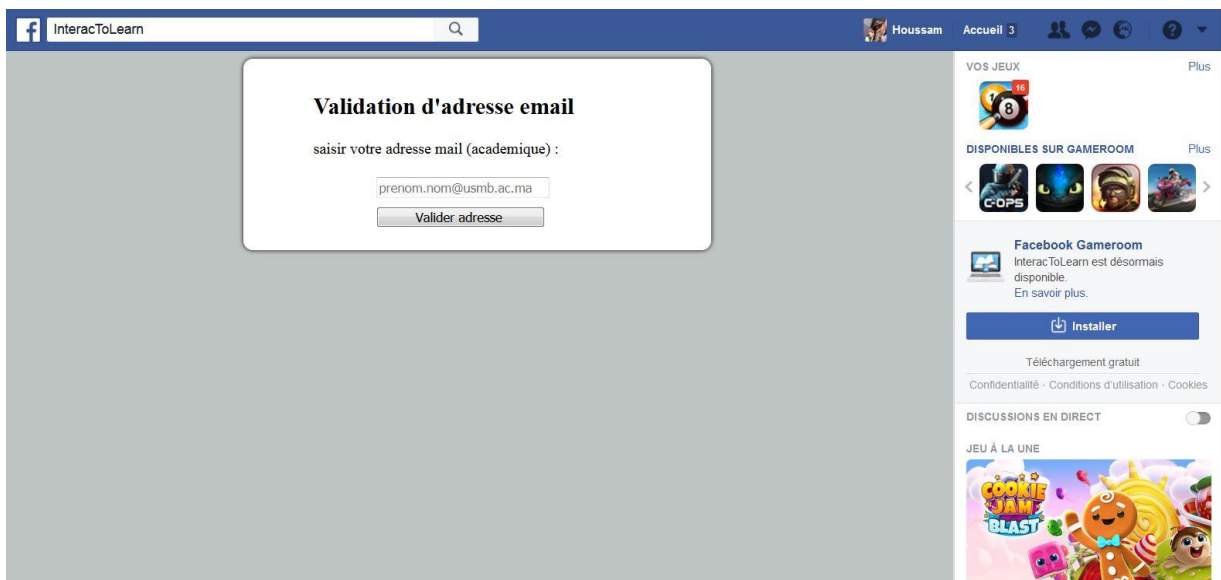 f InteracToLearn
Houssam Accueil 3
Validation d'adresse email
saisir votre adresse mail (academique) :
prenom.nom@usmb.ac.ma
Valider adresse
VOS JEUX Plus
16
1 8
DISPONIBLES SUR GAMEROOM Plus
C-OPS
Facebook Gameroom
InteracToLearn est désormais
disponible.
En savoir plus.
Installer
Téléchargement gratuit
Confidentialité · Conditions d'utilisation · Cookies
DISCUSSIONS EN DIRECT
JEU À LA UNE
COOKIE
JAM
BLAST